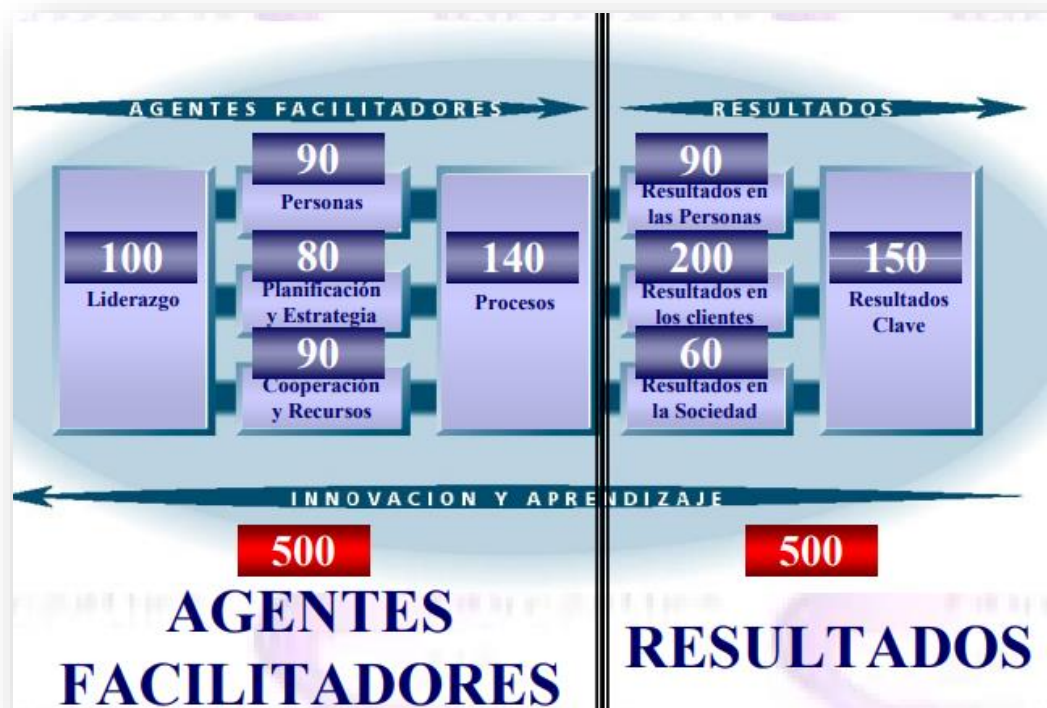 AGENTES FACILITADORES
RESULTADOS
100
Liderazgo
90
Personas
80
Planificación
y Estrategia
90
Cooperación
y Recursos
140
Procesos
90
Resultados en
las Personas
200
Resultados en
los clientes
60
Resultados en
la Sociedad
150
Resultados
Clave
INNOVACION Y APRENDIZAJE
500
AGENTES
FACILITADORES
500
RESULTADOS